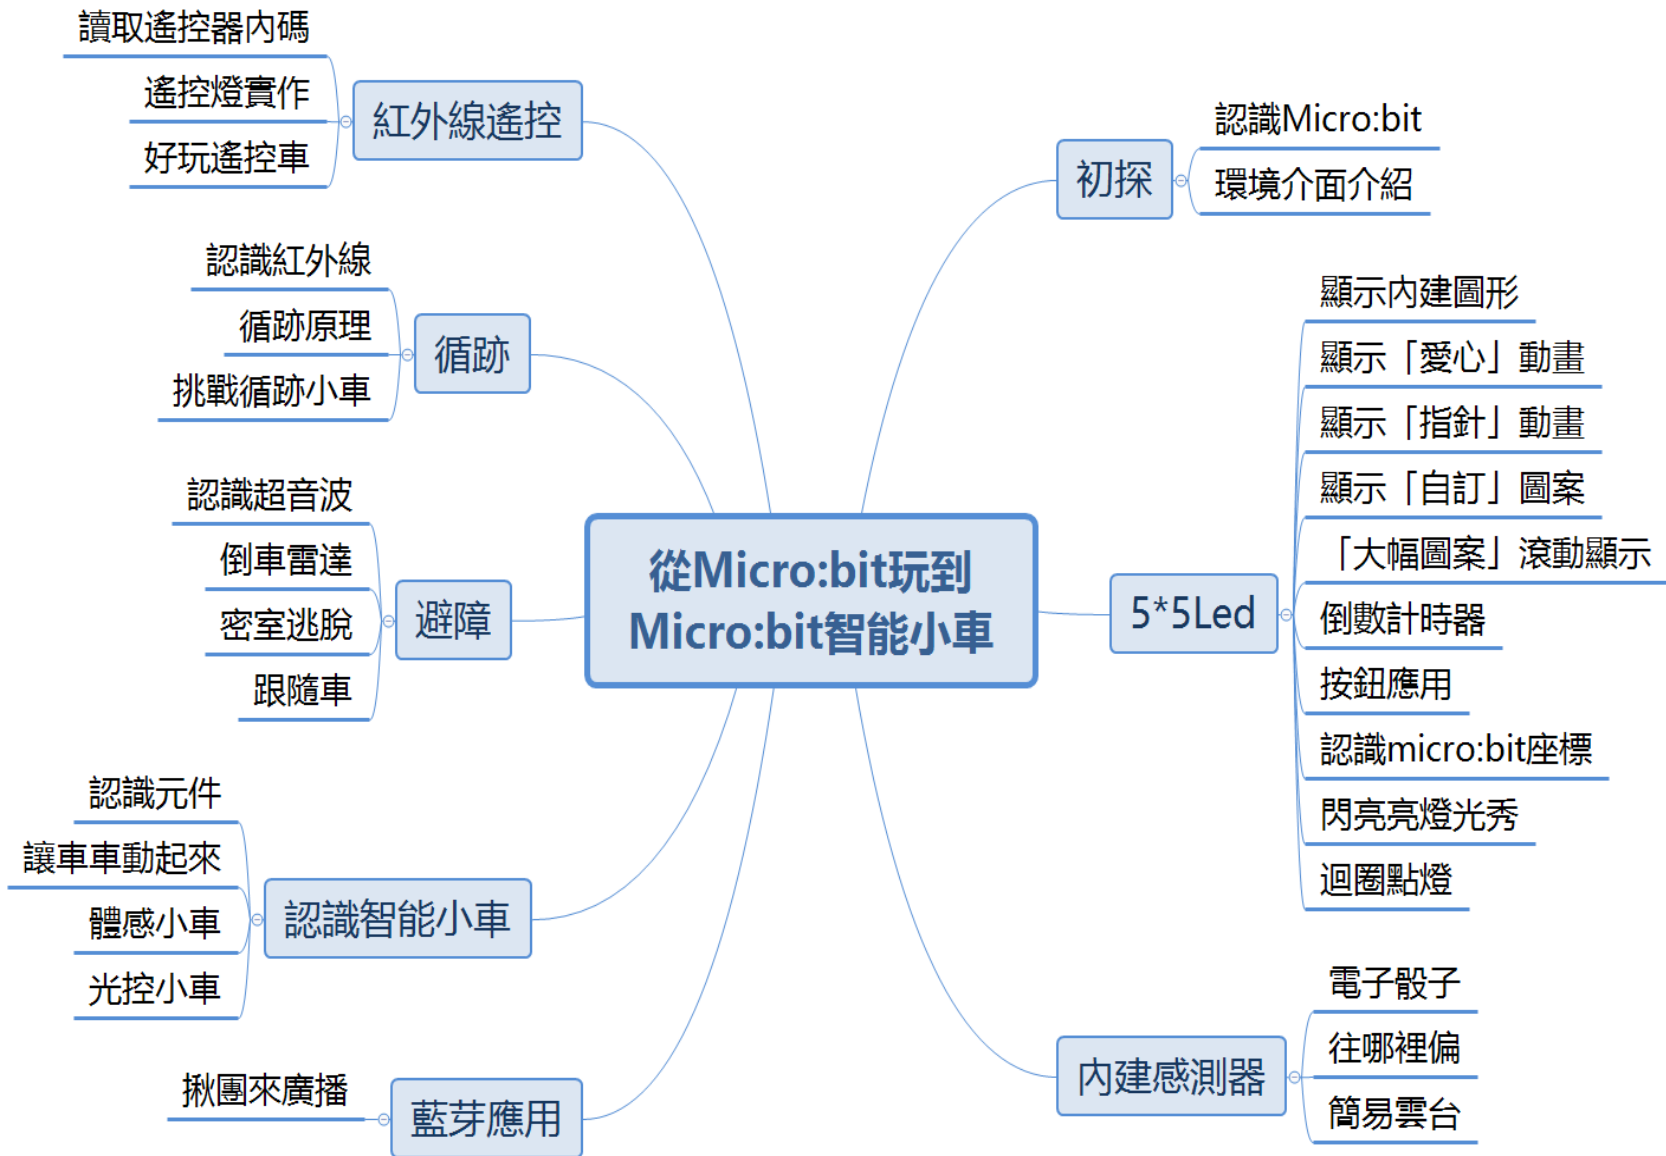 從Micro:bit玩到
Micro:bit智能小車
初探
認識Micro:bit
環境介面介紹
5*5Led
顯示內建圖形
顯示「愛心」動畫
顯示「指針」動畫
顯示「自訂」圖案
「大幅圖案」滾動顯示
倒數計時器
按鈕應用
認識micro:bit座標
閃亮亮燈光秀
迴圈點燈
內建感測器
電子骰子
往哪裡偏
簡易雲台
紅外線遙控
讀取遙控器內碼
遙控燈實作
好玩遙控車
循跡
認識紅外線
循跡原理
挑戰循跡小車
避障
認識超音波
倒車雷達
密室逃脫
跟隨車
認識智能小車
認識元件
讓車車動起來
體感小車
光控小車
藍芽應用
揪團來廣播